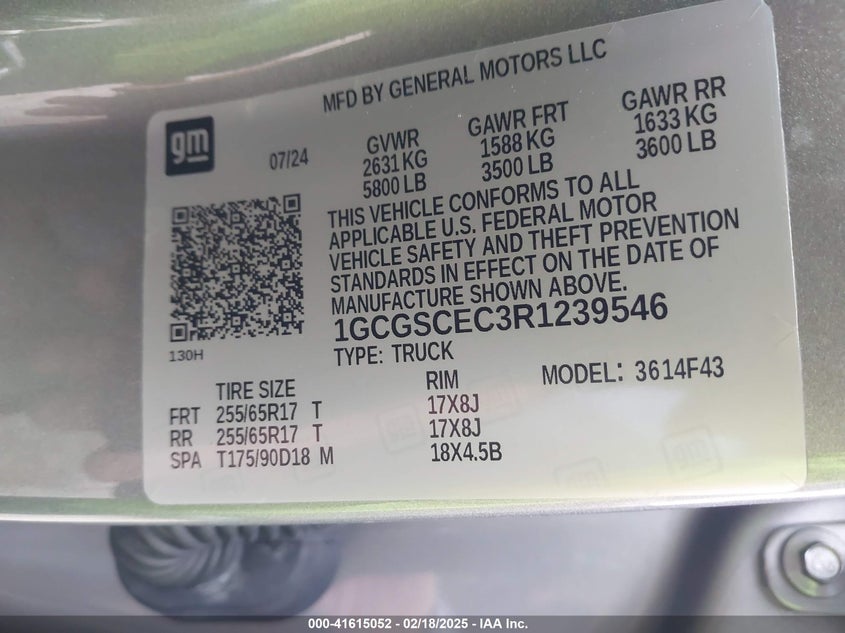 MFD BY GENERAL MOTORS LLC
gm
07/24
GVWR
2631 KG
5800 LB
GAWR FRT
1588 KG
3500 LB
GAWR RR
1633 KG
3600 LB
THIS VEHICLE CONFORMS TO ALL
APPLICABLE U.S. FEDERAL MOTOR
VEHICLE SAFETY AND THEFT PREVENTION
STANDARDS IN EFFECT ON THE DATE OF
MANUFACTURE SHOWN ABOVE.
1GCGSCEC3R1239546
130H
TYPE: TRUCK
MODEL: 3614F43
TIRE SIZE RIM
FRT 255/65R17 T 17X8J
RR 255/65R17 T 17X8J
SPA T175/90D18 M 18X4.5B
000-41615052 - 02/18/2025 - IAA Inc.